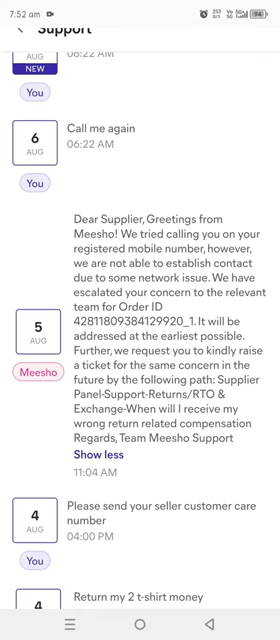 7:52 am
253
B/S
Vo
5G
5G
94
Support
AUG
06:22 AM
NEW
You
6
AUG
Call me again
06:22 AM
You
Dear Supplier, Greetings from
Meesho! We tried calling you on your
registered mobile number, however,
we are not able to establish contact
due to some network issue. We have
escalated your concern to the relevant
team for Order ID
42811809384129920_1. It will be
addressed at the earliest possible.
Further, we request you to kindly raise
a ticket for the same concern in the
future by the following path: Supplier
Panel-Support-Returns/RTO &
Exchange-When will I receive my
wrong return related compensation
Regards, Team Meesho Support
5
AUG
Meesho
Show less
11:04 AM
4
AUG
Please send your seller customer care
number
04:00 PM
You
4
Return my 2 t-shirt money